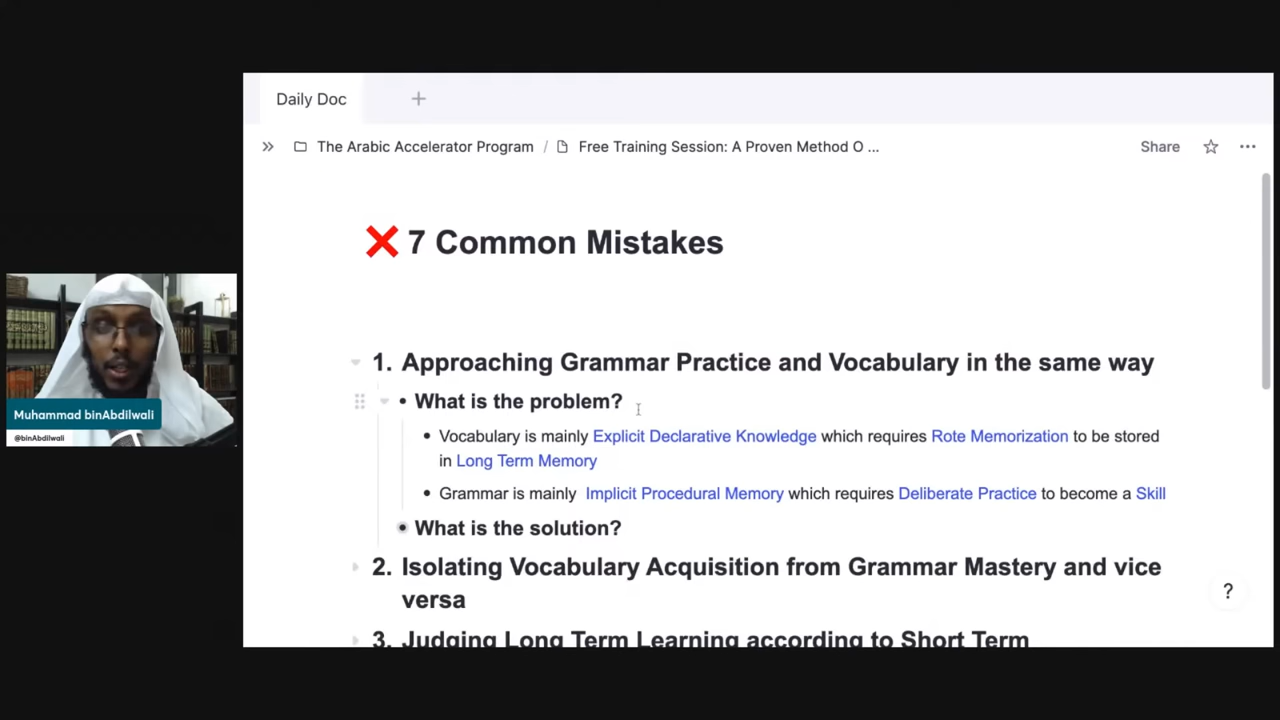 Daily Doc
The Arabic Accelerator Program / Free Training Session: A Proven Method O ...
Share
❌ 7 Common Mistakes
1. Approaching Grammar Practice and Vocabulary in the same way
• What is the problem?
• Vocabulary is mainly Explicit Declarative Knowledge which requires Rote Memorization to be stored
in Long Term Memory
• Grammar is mainly Implicit Procedural Memory which requires Deliberate Practice to become a Skill
• What is the solution?
2. Isolating Vocabulary Acquisition from Grammar Mastery and vice
versa
3. Judging Long Term Learning according to Short Term
?
Muhammad binAbdilwali
@binAbdilwali